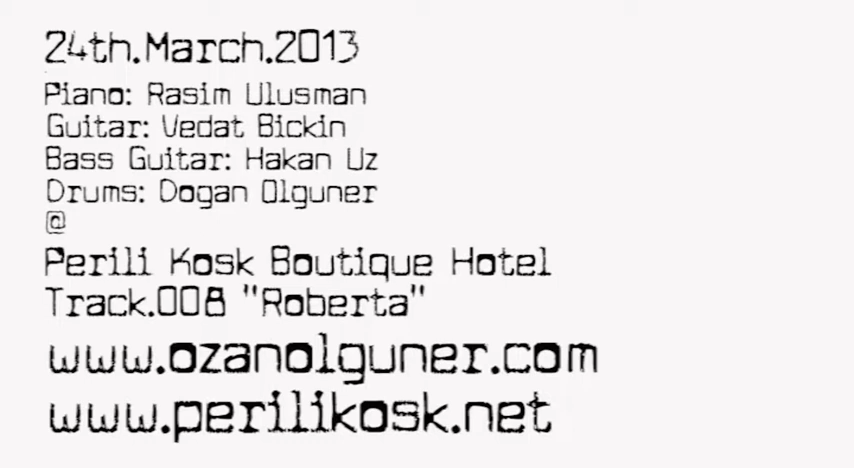 24th.March.2013
Piano: Rasim Ulusman
Guitar: Vedat Bickin
Bass Guitar: Hakan Uz
Drums: Dogan Olguner
@
Perili Kosk Boutique Hotel
Track.008 "Roberta"
www.ozanolguner.com
www.perilikosk.net